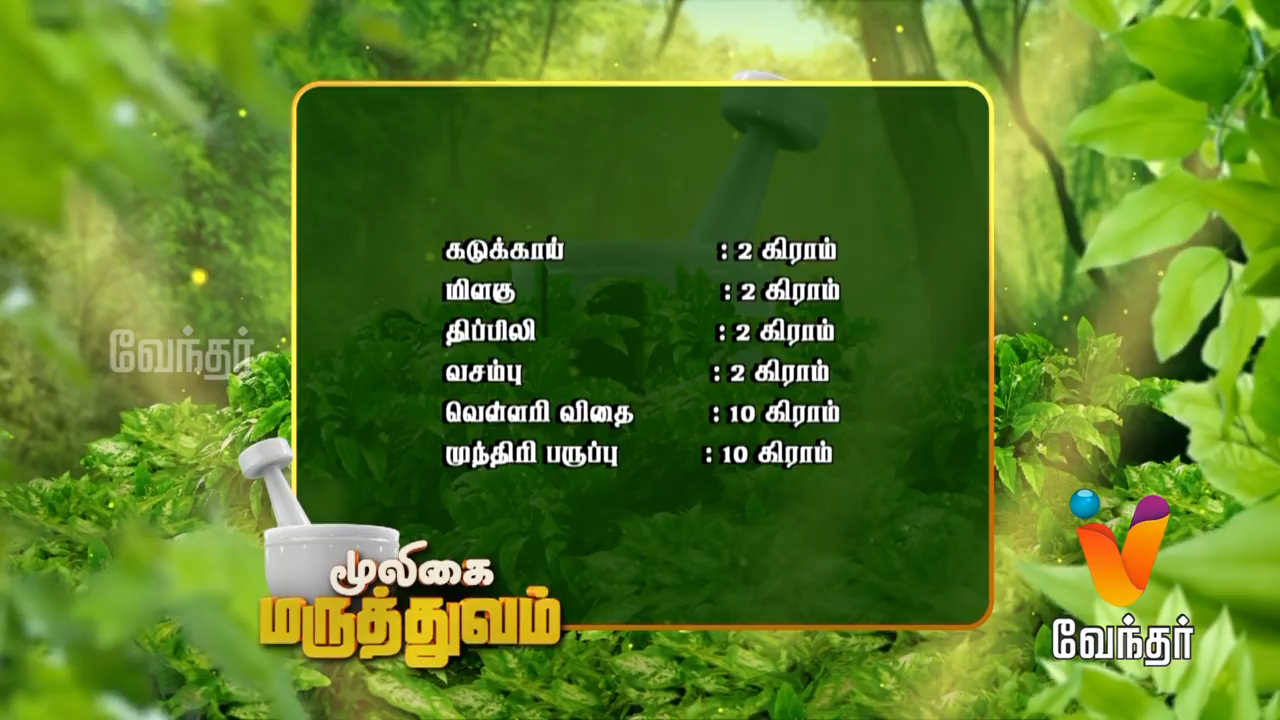 கடுக்காய் : 2 கிராம்
மிளகு : 2 கிராம்
திப்பிலி : 2 கிராம்
வசம்பு : 2 கிராம்
வெள்ளரி விதை : 10 கிராம்
முந்திரி பருப்பு : 10 கிராம்
வேந்தர்
மூலிகை
மருத்துவம்
வேந்தர்